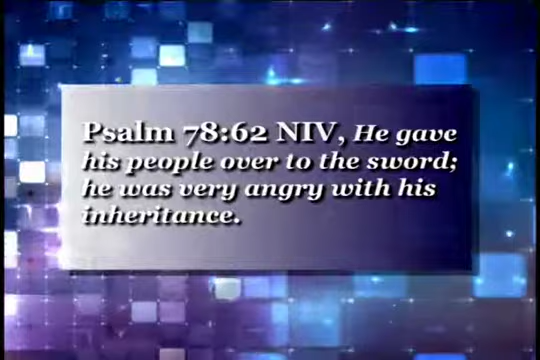 Psalm 78:62 NIV, He gave
his people over to the sword;
he was very angry with his
inheritance.